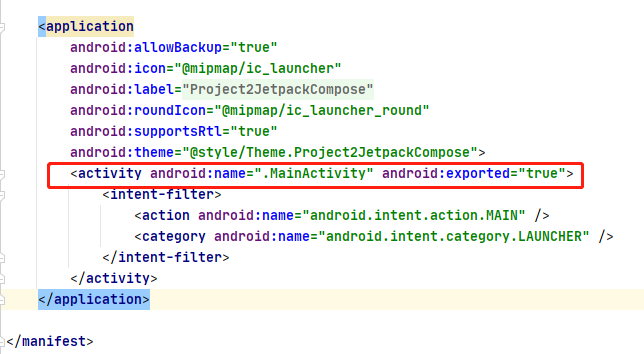 <application
android:allowBackup="true"
android:icon="@mipmap/ic_launcher"
android:label="Project2JetpackCompose"
android:roundIcon="@mipmap/ic_launcher_round"
android:supportsRtl="true"
android:theme="@style/Theme.Project2JetpackCompose">
<activity android:name=".MainActivity" android:exported="true">
<intent-filter>
<action android:name="android.intent.action.MAIN" />
<category android:name="android.intent.category.LAUNCHER" />
</intent-filter>
</activity>
</application>
</manifest>